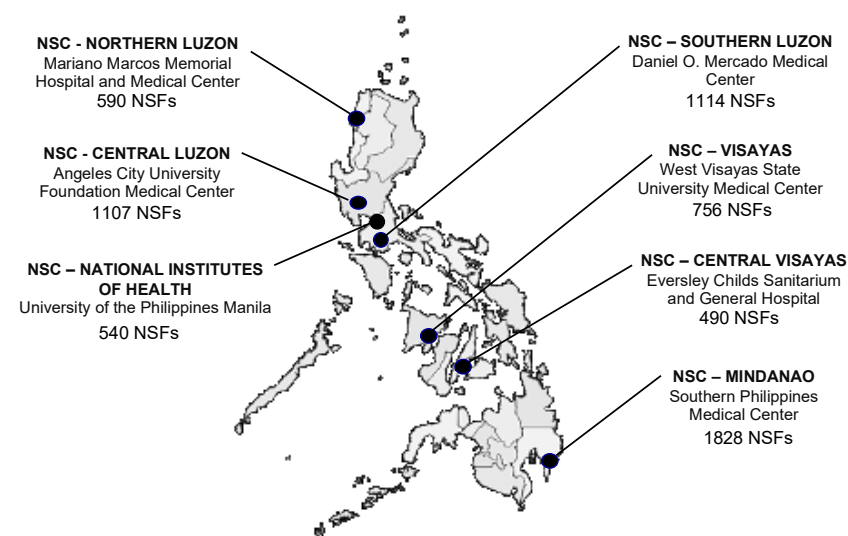 NSC - NORTHERN LUZON
Mariano Marcos Memorial
Hospital and Medical Center
590 NSFs
NSC - CENTRAL LUZON
Angeles City University
Foundation Medical Center
1107 NSFs
NSC – NATIONAL INSTITUTES
OF HEALTH
University of the Philippines Manila
540 NSFs
NSC – SOUTHERN LUZON
Daniel O. Mercado Medical
Center
1114 NSFs
NSC – VISAYAS
West Visayas State
University Medical Center
756 NSFs
NSC – CENTRAL VISAYAS
Eversley Childs Sanitarium
and General Hospital
490 NSFs
NSC – MINDANAO
Southern Philippines
Medical Center
1828 NSFs